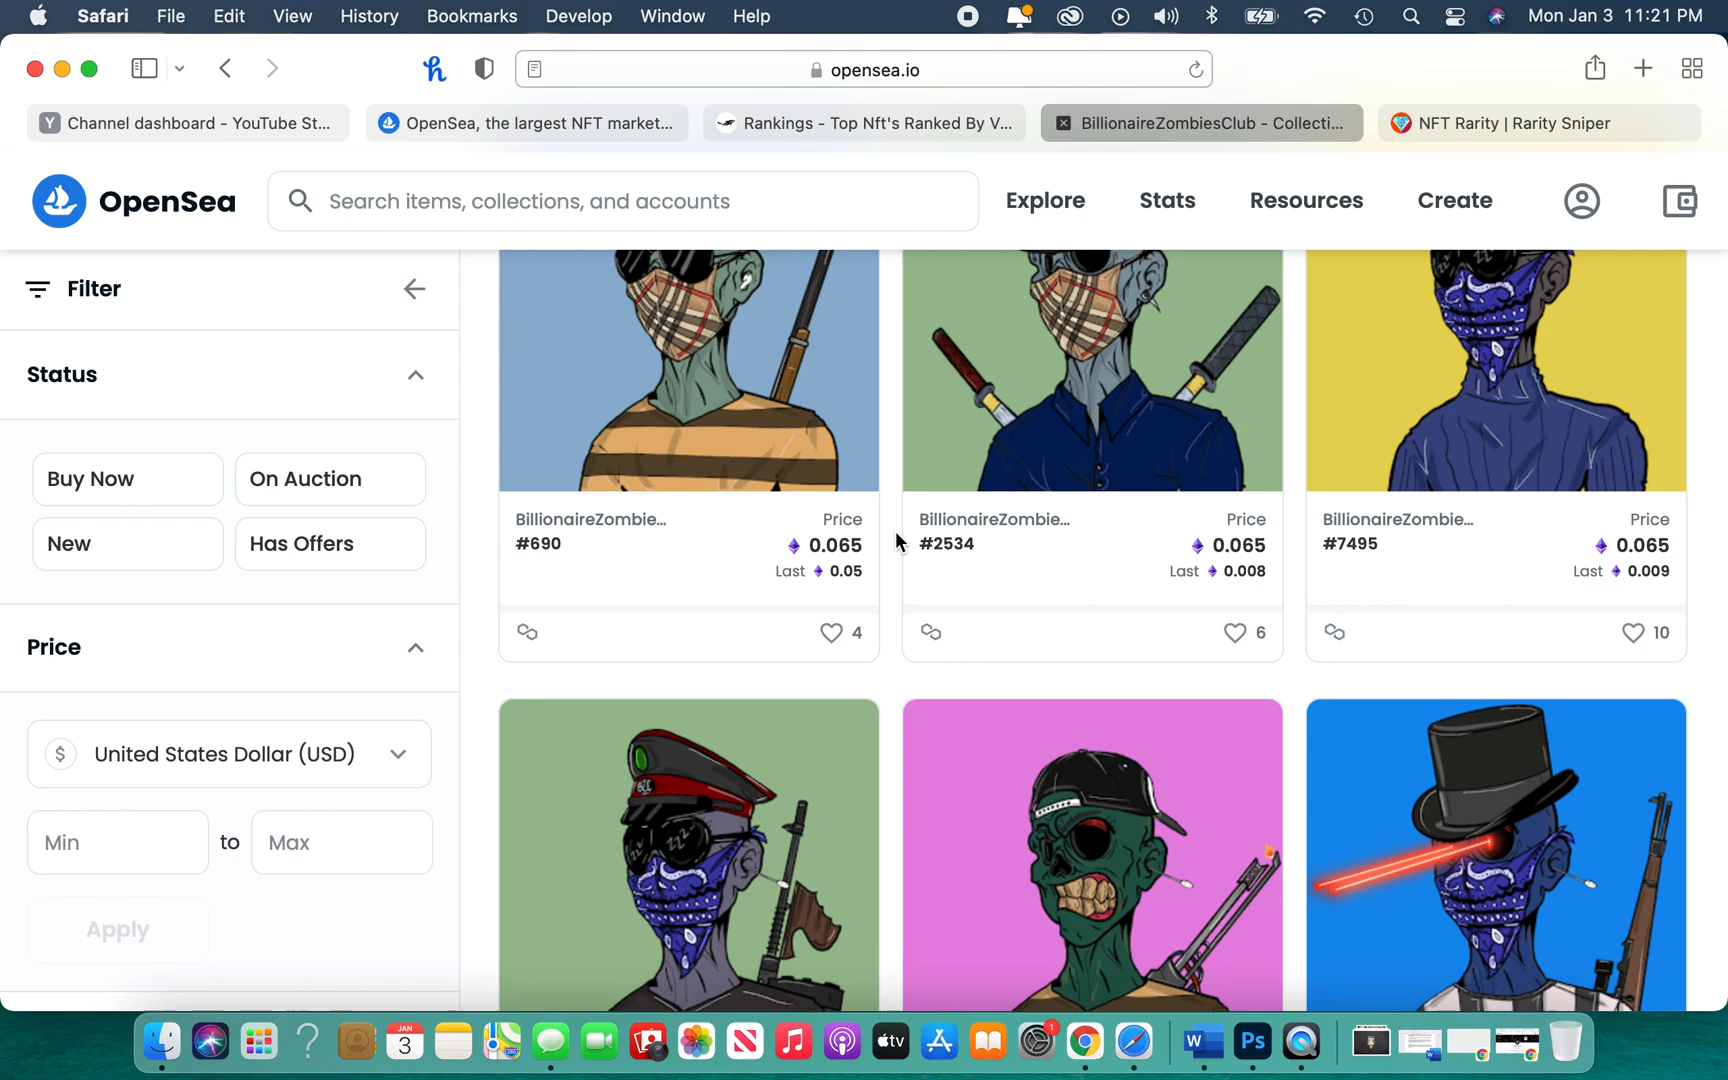 Safari File Edit View History Bookmarks Develop Window Help Mon Jan 3 11:21 PM
opensea.io
Y Channel dashboard - YouTube St... OpenSea, the largest NFT market... Rankings - Top Nft's Ranked By V... BillionaireZombiesClub - Collecti... NFT Rarity | Rarity Sniper
OpenSea Search items, collections, and accounts Explore Stats Resources Create
Filter
Status
Buy Now On Auction
New Has Offers
Price
$ United States Dollar (USD)
Min to Max
Apply
BillionaireZombie... Price
#690 0.065
Last 0.05
4
BillionaireZombie... Price
#2534 0.065
Last 0.008
6
BillionaireZombie... Price
#7495 0.065
Last 0.009
10
JAN
3
tv
1
W
Ps